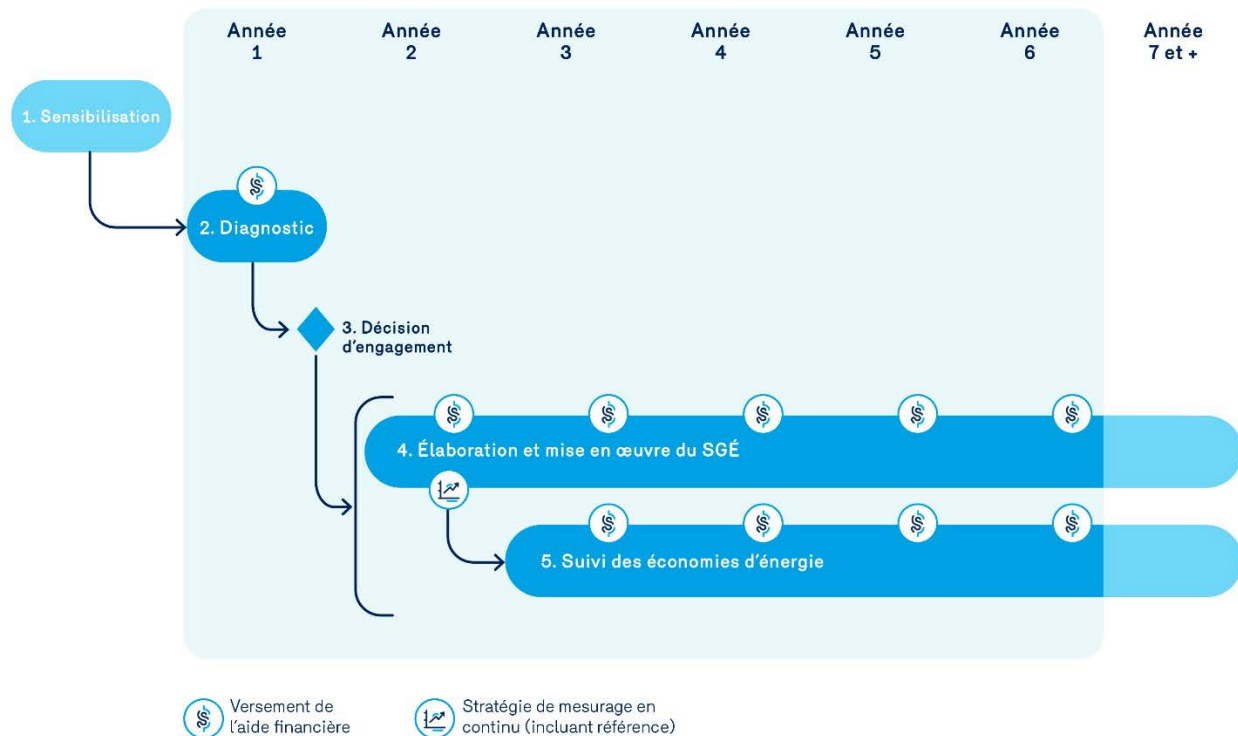 Année
1
Année
2
Année
3
Année
4
Année
5
Année
6
Année
7 et +
1. Sensibilisation
2. Diagnostic
3. Décision
d'engagement
4. Élaboration et mise en œuvre du SGÉ
5. Suivi des économies d'énergie
Versement de
l'aide financière
Stratégie de mesurage en
continu (incluant référence)